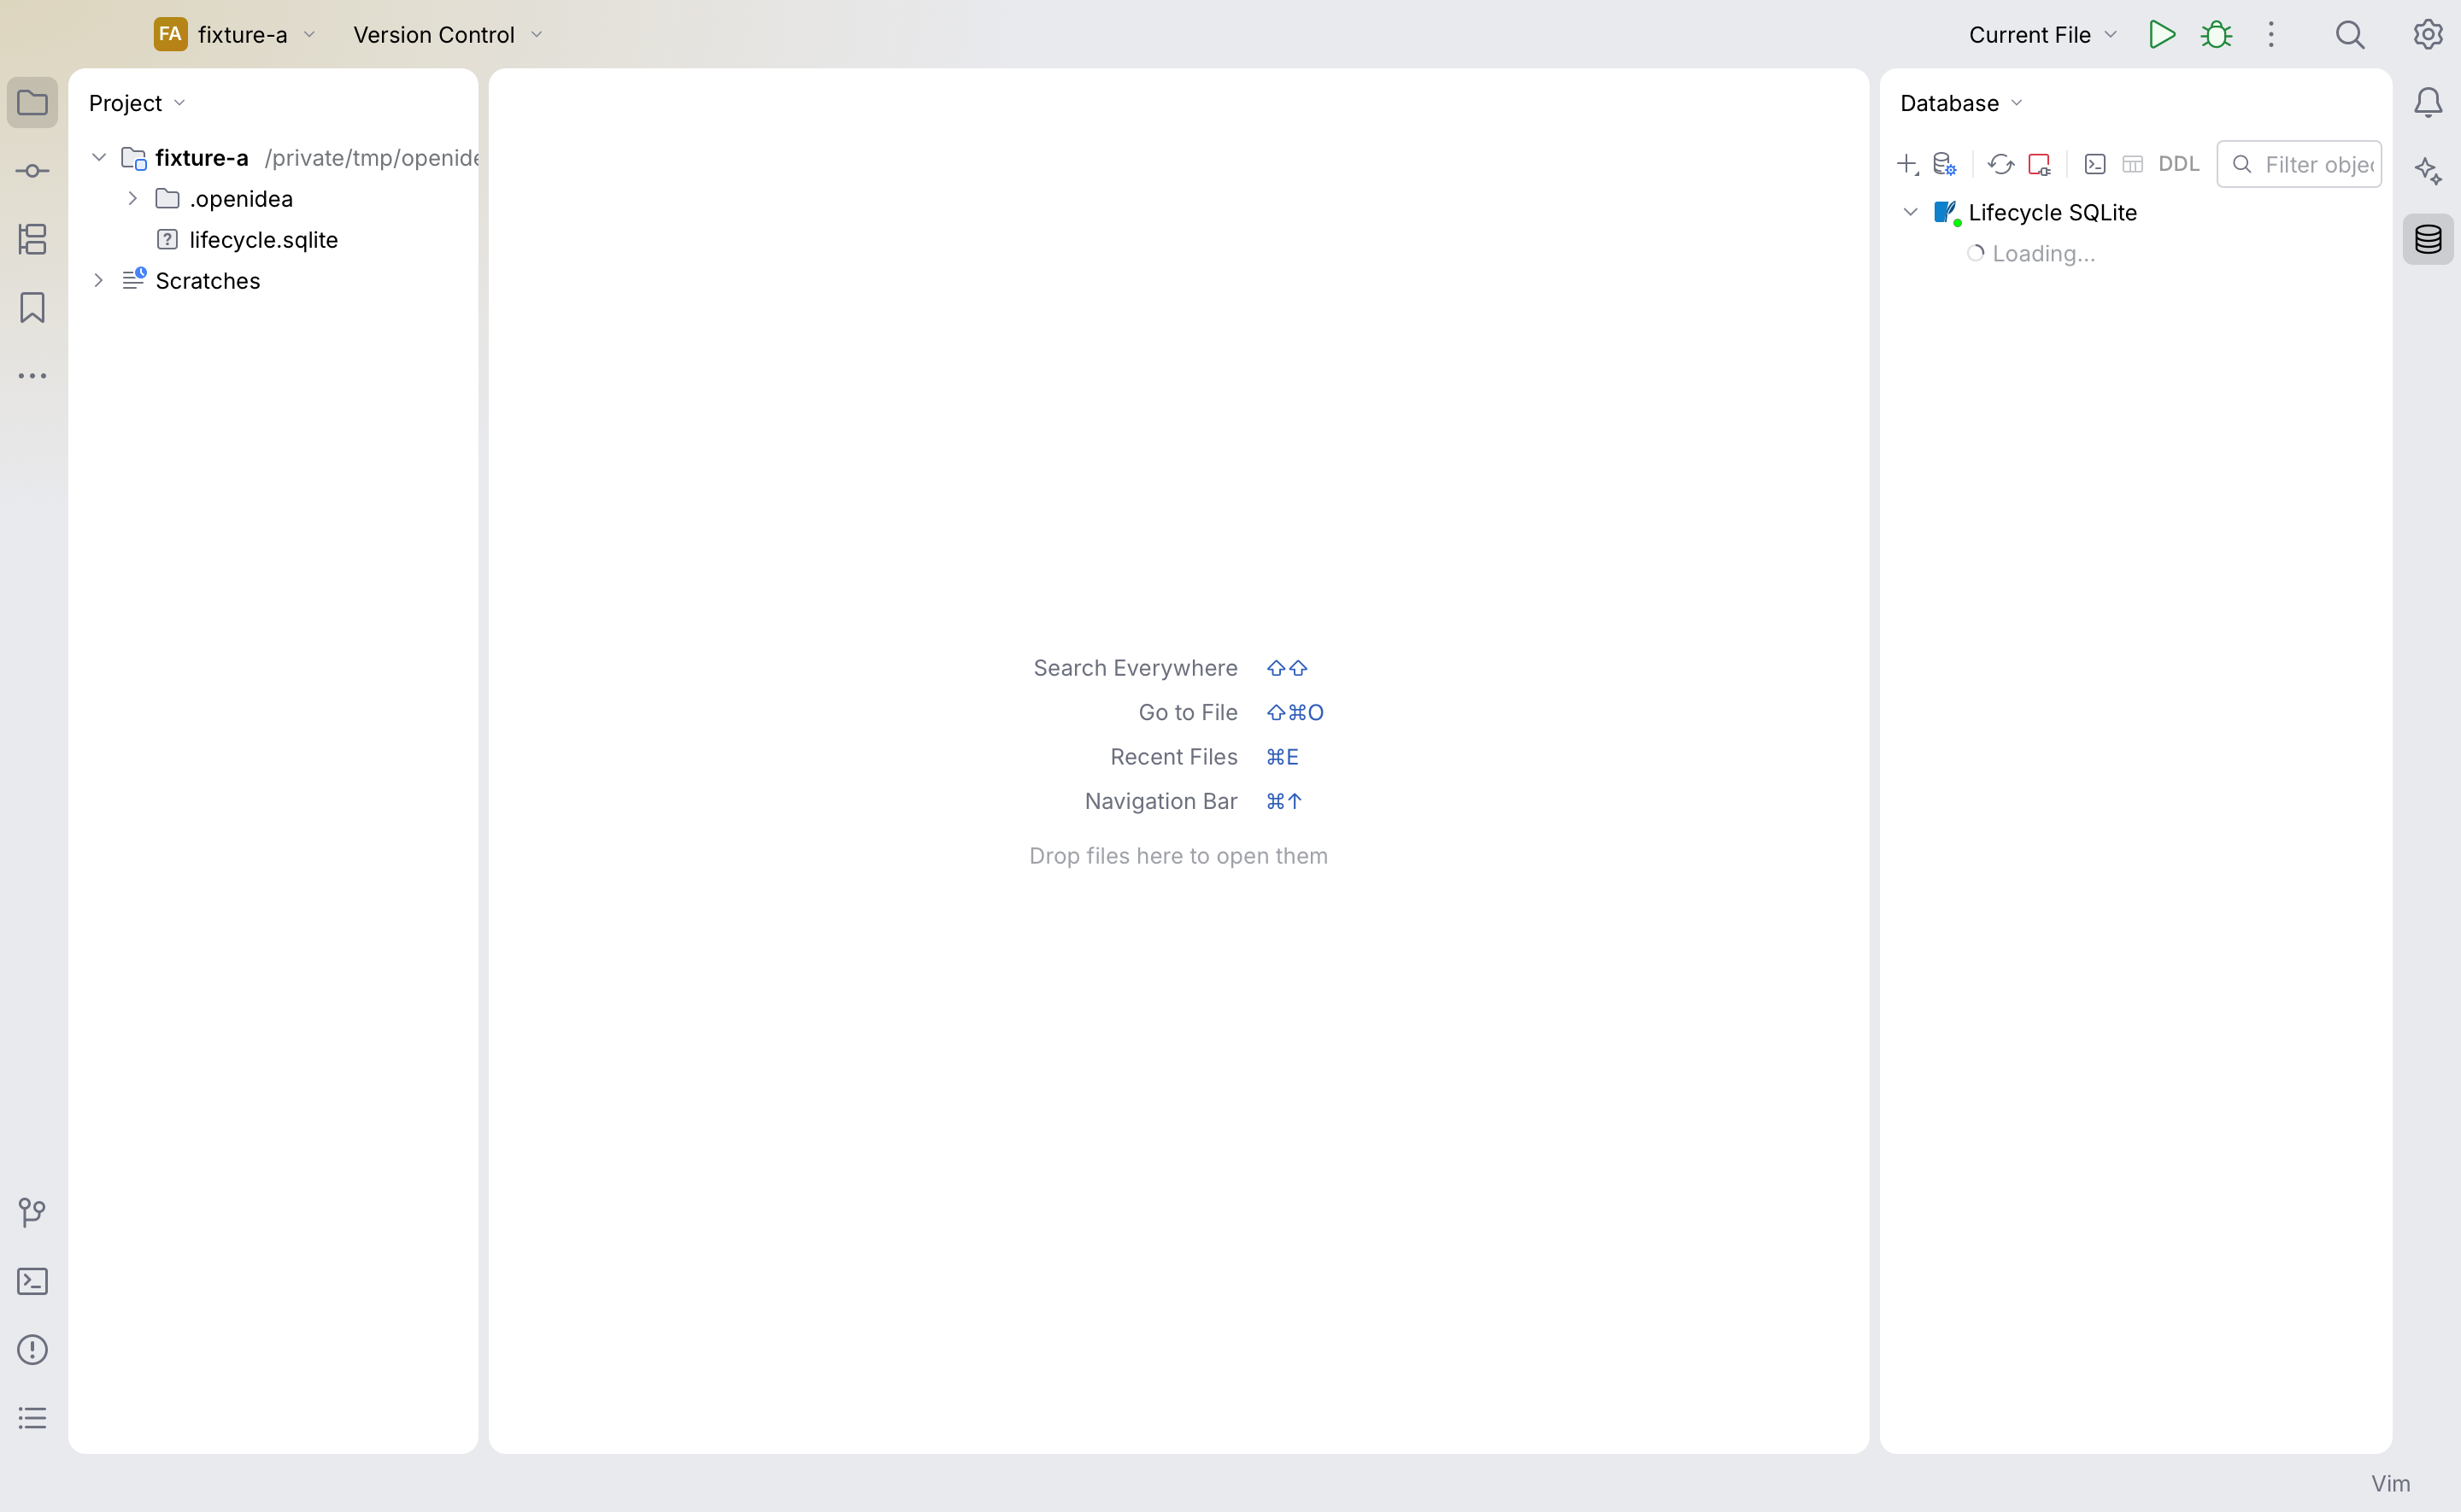 FA fixture-a Version Control Current File
Project
fixture-a /private/tmp/openide
.openidea
? lifecycle.sqlite
Scratches
Search Everywhere ⇧⇧
Go to File ⇧⌘O
Recent Files ⌘E
Navigation Bar ⌘↑
Drop files here to open them
Database
DDL Filter objec
Lifecycle SQLite
Loading...
Vim